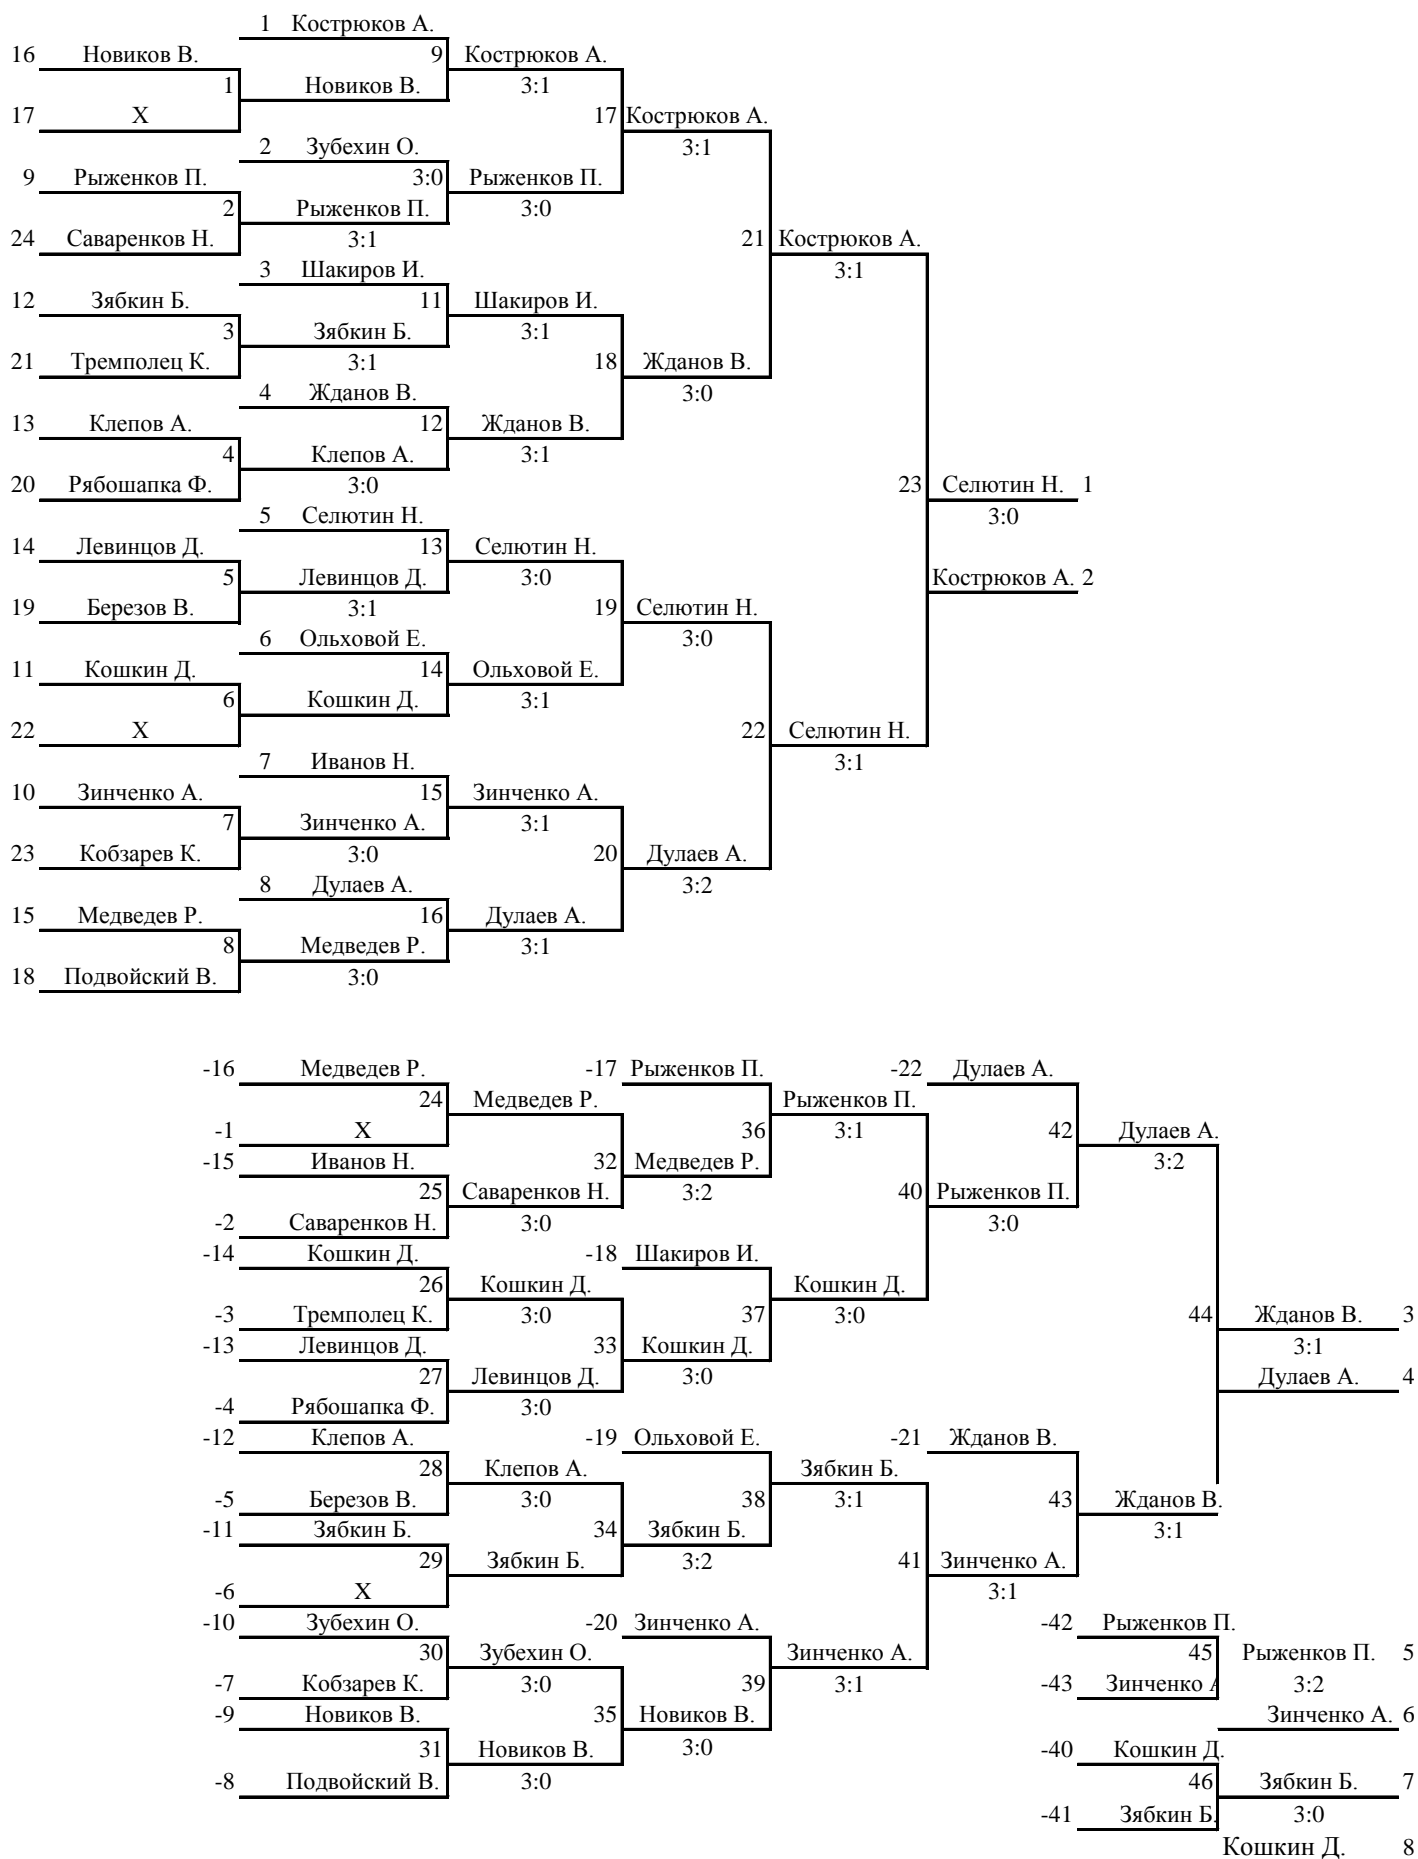 1 Кострюков А.
16 Новиков В. 9 Кострюков А.
1 Новиков В. 3:1
17 X 17 Кострюков А.
2 Зубехин О. 3:1
9 Рыженков П. 3:0 Рыженков П.
2 Рыженков П. 3:0
24 Саваренков Н. 3:1 21 Кострюков А.
3 Шакиров И. 3:1
12 Зябкин Б. 11 Шакиров И.
3 Зябкин Б. 3:1
21 Тремполец К. 3:1 18 Жданов В.
4 Жданов В. 3:0
13 Клепов А. 12 Жданов В.
4 Клепов А. 3:1
20 Рябошапка Ф. 3:0 23 Селютин Н. 1
5 Селютин Н. 3:0
14 Левинцов Д. 13 Селютин Н.
5 Левинцов Д. 3:0 Кострюков А. 2
19 Березов В. 3:1 19 Селютин Н.
6 Ольховой Е. 3:0
11 Кошкин Д. 14 Ольховой Е.
6 Кошкин Д. 3:1
22 X 22 Селютин Н.
7 Иванов Н. 3:1
10 Зинченко А. 15 Зинченко А.
7 Зинченко А. 3:1
23 Кобзарев К. 3:0 20 Дулаев А.
8 Дулаев А. 3:2
15 Медведев Р. 16 Дулаев А.
8 Медведев Р. 3:1
18 Подвойский В. 3:0
-16 Медведев Р. -17 Рыженков П. -22 Дулаев А.
24 Медведев Р. Рыженков П.
-1 X 36 3:1 42 Дулаев А.
-15 Иванов Н. 32 Медведев Р. 3:2
25 Саваренков Н. 3:2 40 Рыженков П.
-2 Саваренков Н. 3:0 3:0
-14 Кошкин Д. -18 Шакиров И.
26 Кошкин Д. Кошкин Д.
-3 Тремполец К. 3:0 37 3:0 44 Жданов В. 3
-13 Левинцов Д. 33 Кошкин Д. 3:1
27 Левинцов Д. 3:0 Дулаев А. 4
-4 Рябошапка Ф. 3:0
-12 Клепов А. -19 Ольховой Е. -21 Жданов В.
28 Клепов А. Зябкин Б.
-5 Березов В. 3:0 38 3:1 43 Жданов В.
-11 Зябкин Б. 34 Зябкин Б. 3:1
29 Зябкин Б. 3:2 41 Зинченко А.
-6 X 3:1
-10 Зубехин О. -20 Зинченко А. -42 Рыженков П.
30 Зубехин О. Зинченко А. 45 Рыженков П. 5
-7 Кобзарев К. 3:0 39 3:1 -43 Зинченко 3:2
-9 Новиков В. 35 Новиков В. Зинченко А. 6
31 Новиков В. 3:0 -40 Кошкин Д.
-8 Подвойский В. 3:0 46 Зябкин Б. 7
-41 Зябкин Б. 3:0
Кошкин Д. 8